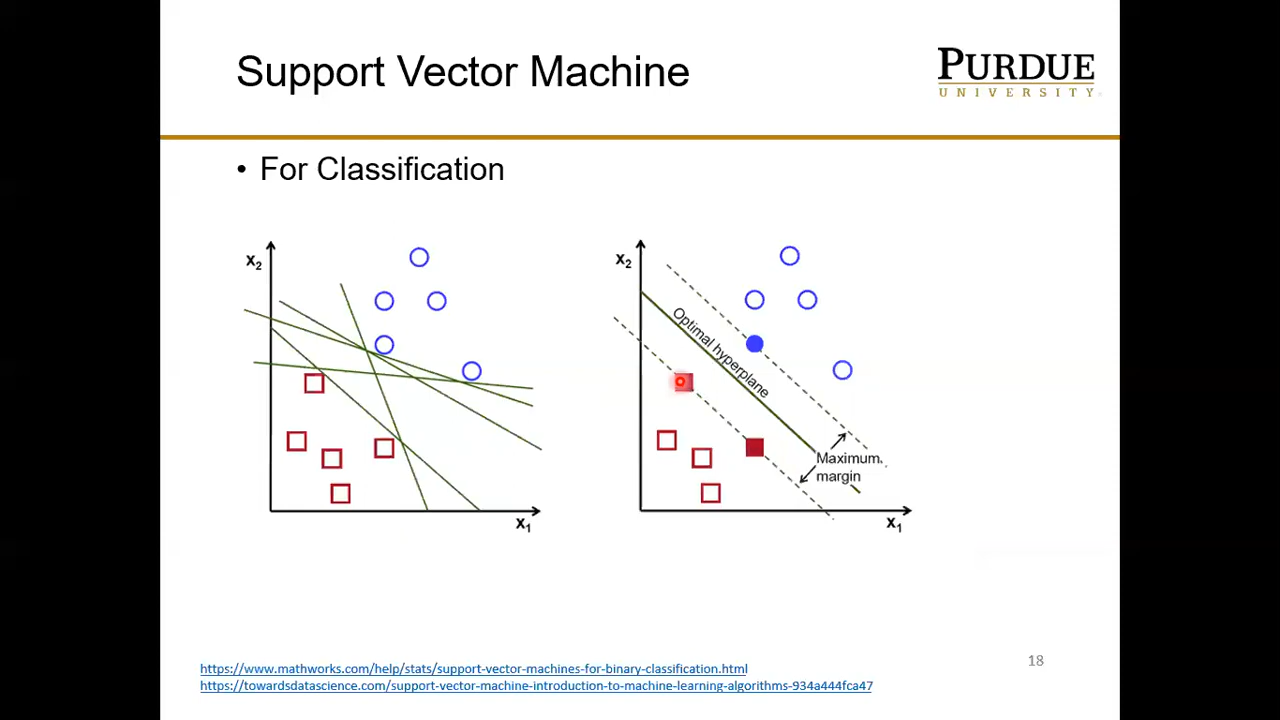 Support Vector Machine
PURDUE
UNIVERSITY
• For Classification
x2
x1
x2
Optimal hyperplane
Maximum
margin
x1
https://www.mathworks.com/help/stats/support-vector-machines-for-binary-classification.html
https://towardsdatascience.com/support-vector-machine-introduction-to-machine-learning-algorithms-934a444fca47
18